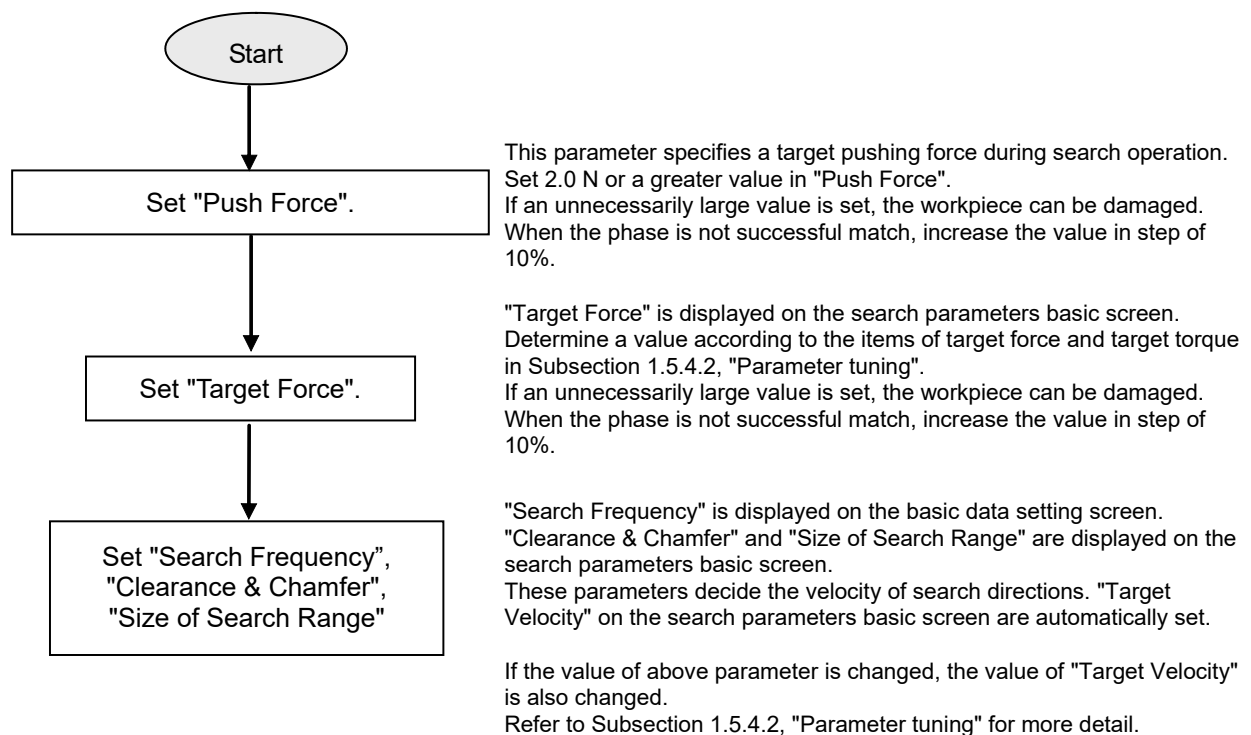 Start
Set "Push Force".
This parameter specifies a target pushing force during search operation.
Set 2.0 N or a greater value in "Push Force".
If an unnecessarily large value is set, the workpiece can be damaged.
When the phase is not successful match, increase the value in step of
10%.
Set "Target Force".
"Target Force" is displayed on the search parameters basic screen.
Determine a value according to the items of target force and target torque
in Subsection 1.5.4.2, "Parameter tuning".
If an unnecessarily large value is set, the workpiece can be damaged.
When the phase is not successful match, increase the value in step of
10%.
Set "Search Frequency”,
"Clearance & Chamfer",
"Size of Search Range"
"Search Frequency" is displayed on the basic data setting screen.
"Clearance & Chamfer" and "Size of Search Range" are displayed on the
search parameters basic screen.
These parameters decide the velocity of search directions. "Target
Velocity" on the search parameters basic screen are automatically set.
If the value of above parameter is changed, the value of "Target Velocity"
is also changed.
Refer to Subsection 1.5.4.2, "Parameter tuning" for more detail.